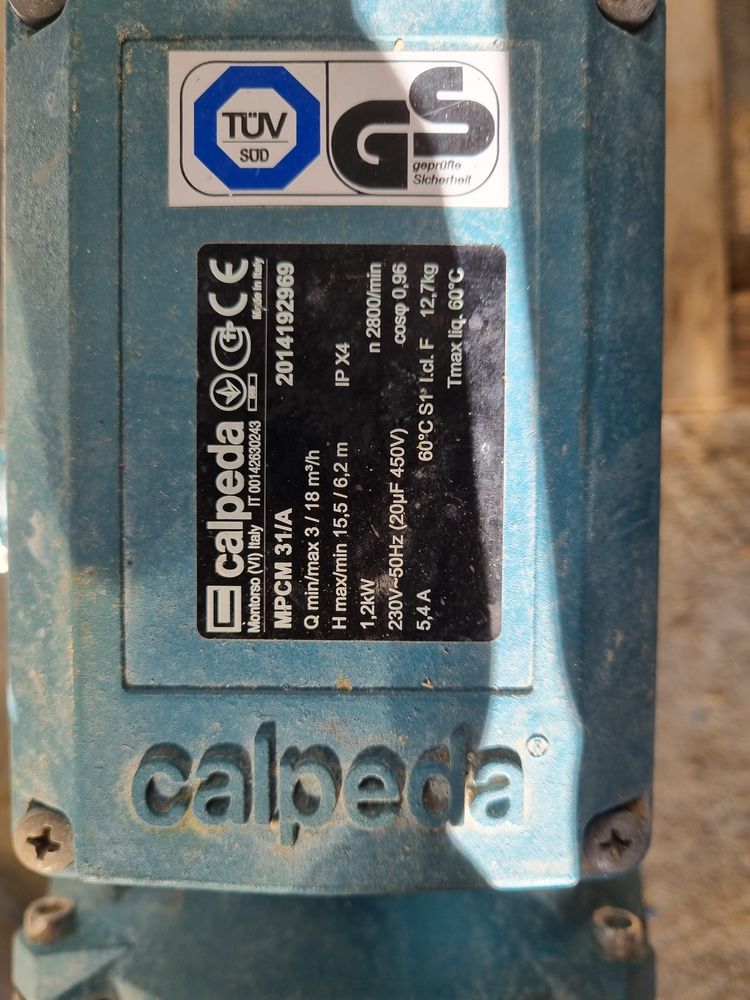 TÜV
SÜD
GS
geprüfte
Sicherheit
calpeda CE
Montorso (VI) Italy IT 00142630243 Made in Italy
MPCM 31/A 2014192969
Q min/max 3 / 18 m³/h
H max/min 15,5 / 6,2 m IP X4
1,2kW n 2800/min
230V~50Hz (20µF 450V) cosφ 0,96
5,4 A 60°C S1 I.cl. F 12,7kg
Tmax liq. 60°C
calpeda®